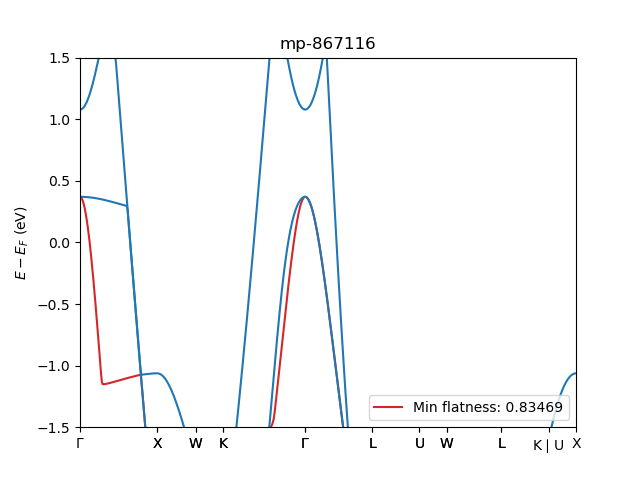 mp-867116
E − E_F (eV)
1.5
1.0
0.5
0.0
−0.5
−1.0
−1.5
Min flatness: 0.83469
Γ X W K Γ L U W L K | U X